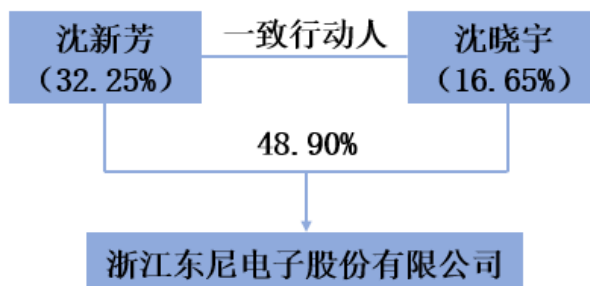 沈新芳
（32.25%）
一致行动人
沈晓宇
（16.65%）
48.90%
浙江东尼电子股份有限公司